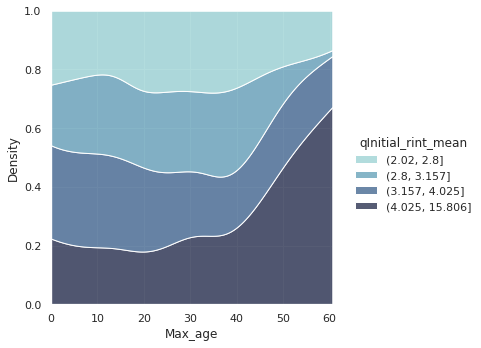 1.0
0.8
0.6
0.4
0.2
0.0
Density
0 10 20 30 40 50 60
Max_age
qInitial_rint_mean
(2.02, 2.8]
(2.8, 3.157]
(3.157, 4.025]
(4.025, 15.806]